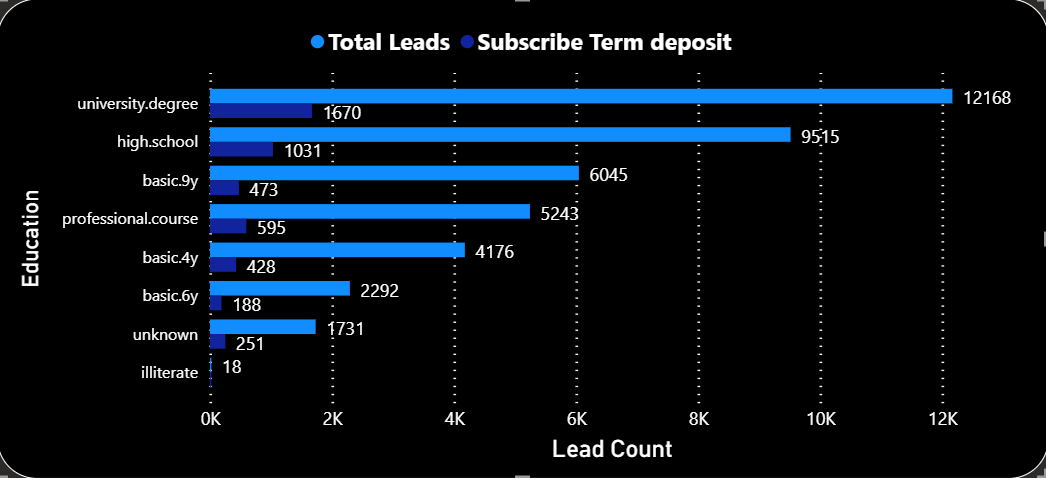 Total Leads Subscribe Term deposit
university.degree 12168
1670
high.school 9515
1031
basic.9y 6045
473
professional.course 5243
595
basic.4y 4176
428
basic.6y 2292
188
unknown 1731
251
illiterate 18
Education
0K 2K 4K 6K 8K 10K 12K
Lead Count